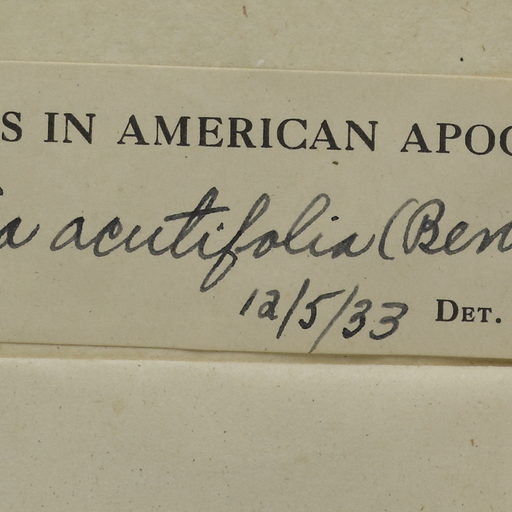 S IN AMERICAN APOC
a acutifolia (Ben
12/5/33 DET.